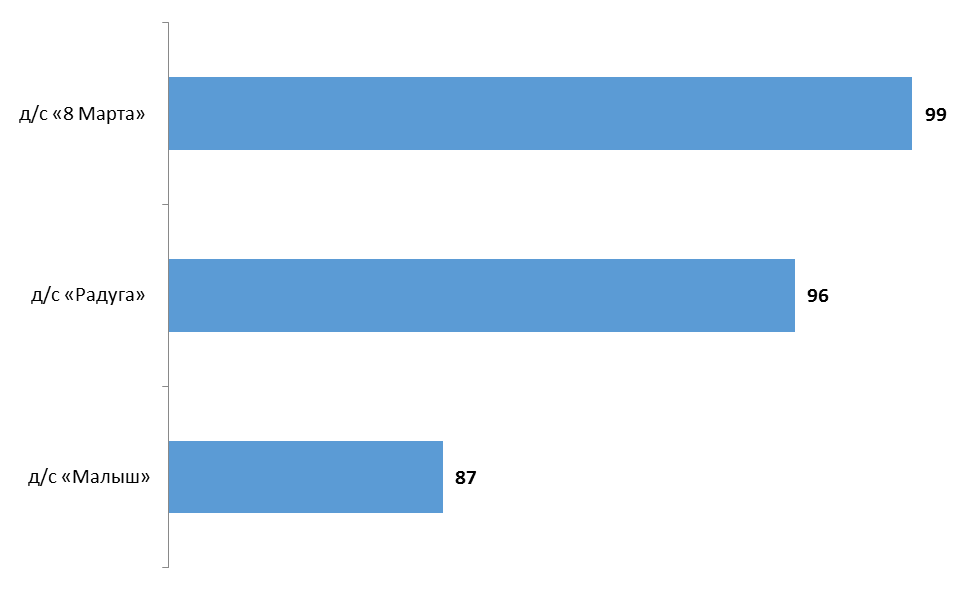 д/с «8 Марта» 99
д/с «Радуга» 96
д/с «Малыш» 87